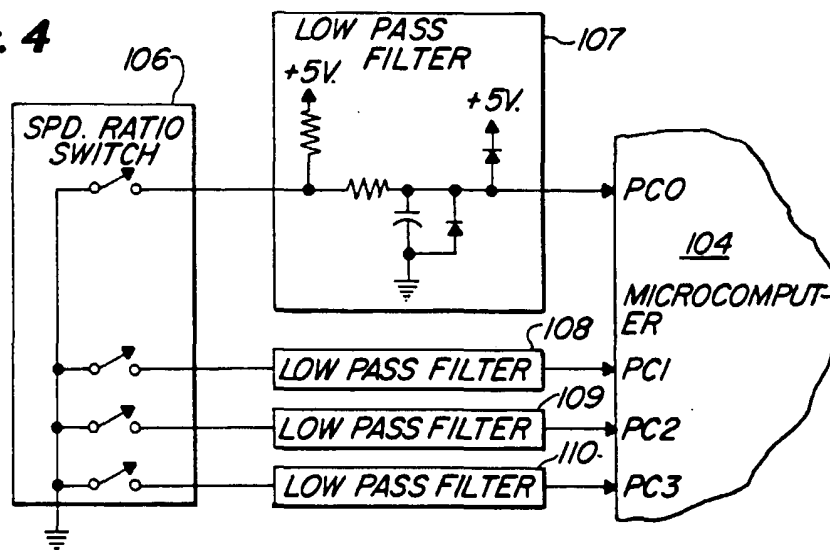 . 4
106
LOW PASS
FILTER
107
+5V.
+5V.
SPD. RATIO
SWITCH
PC0
104
MICROCOMPUT-
ER
108
LOW PASS FILTER
PC1
109
LOW PASS FILTER
PC2
110
LOW PASS FILTER
PC3